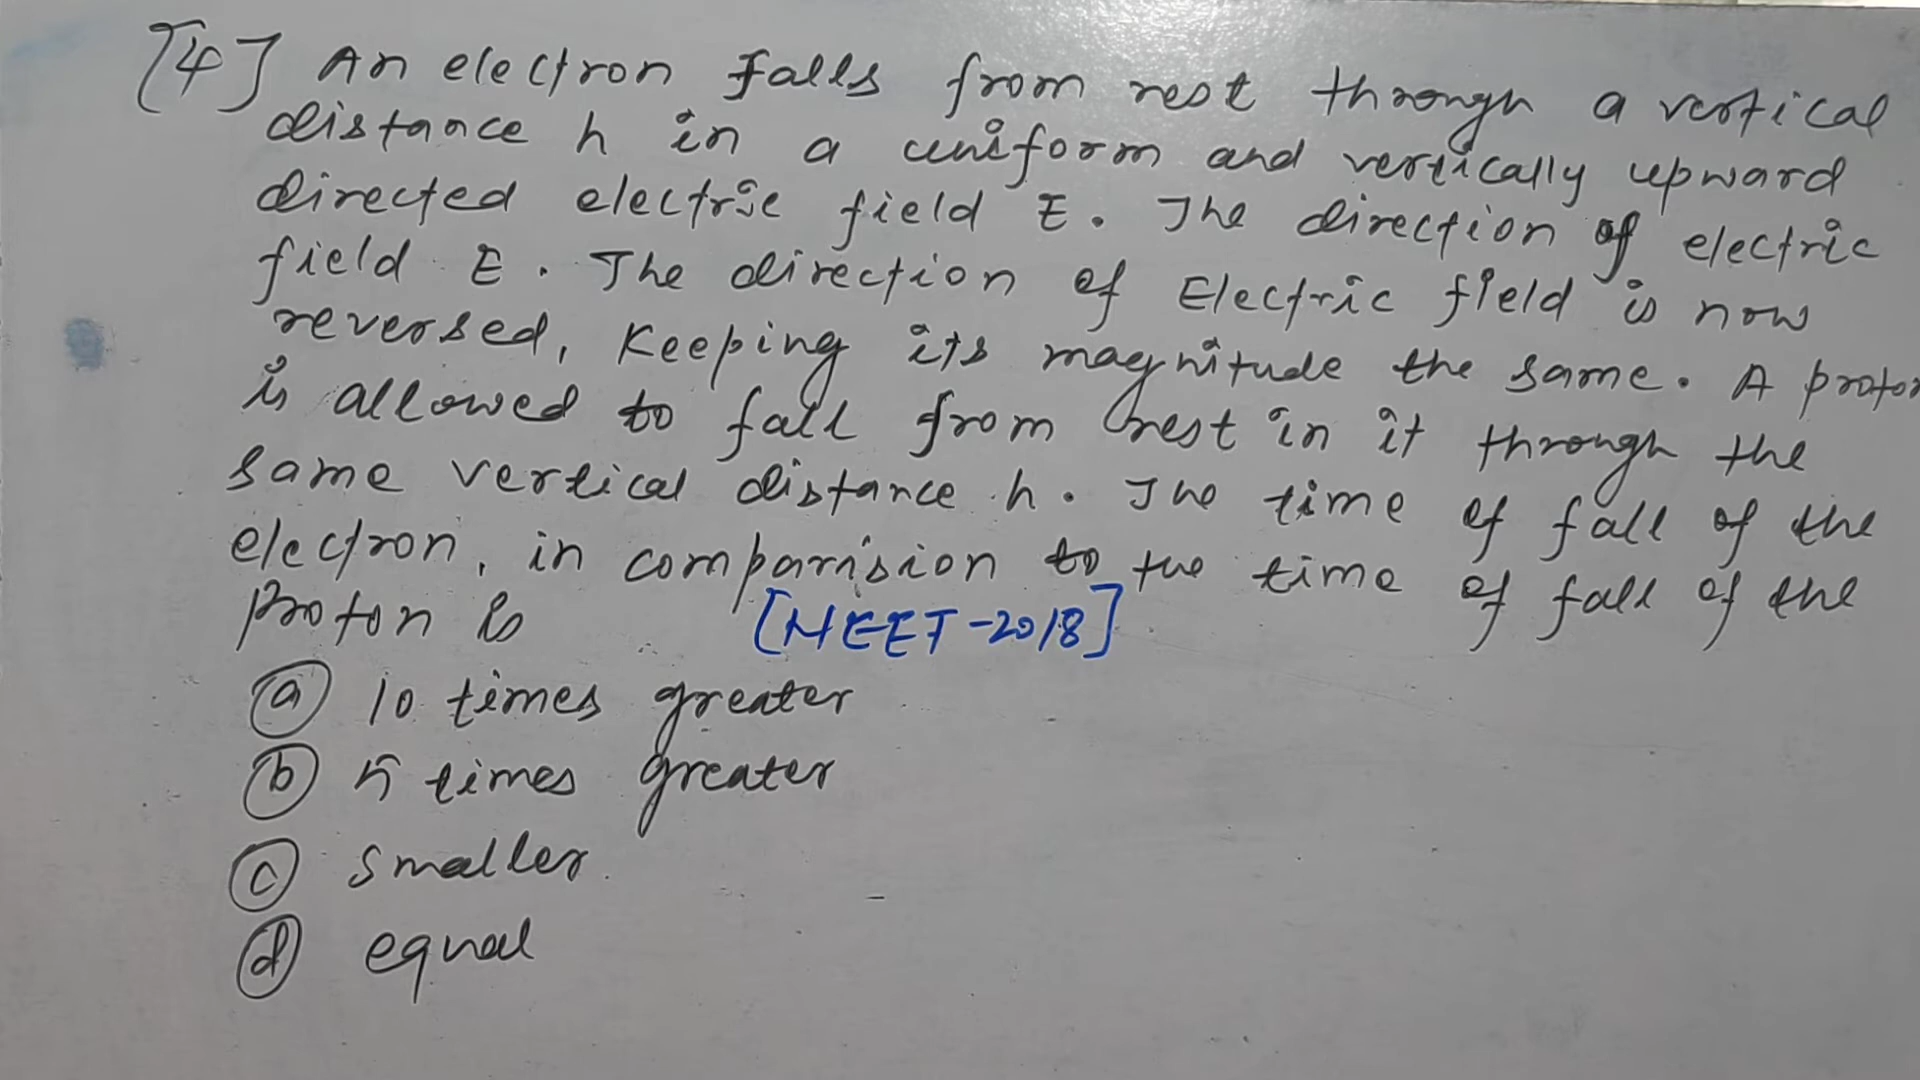 [4] An electron falls from rest through a vertical
distance h in a uniform and vertically upward
directed electric field E. The direction of electric
field E. The direction of Electric field is now
reversed, Keeping its magnitude the same. A proton
is allowed to fall from rest in it through the
same vertical distance h. The time of fall of the
electron, in comparision to the time of fall of the
proton is [NEET-2018]
(a) 10 times greater
(b) 5 times greater
(c) smaller.
(d) equal